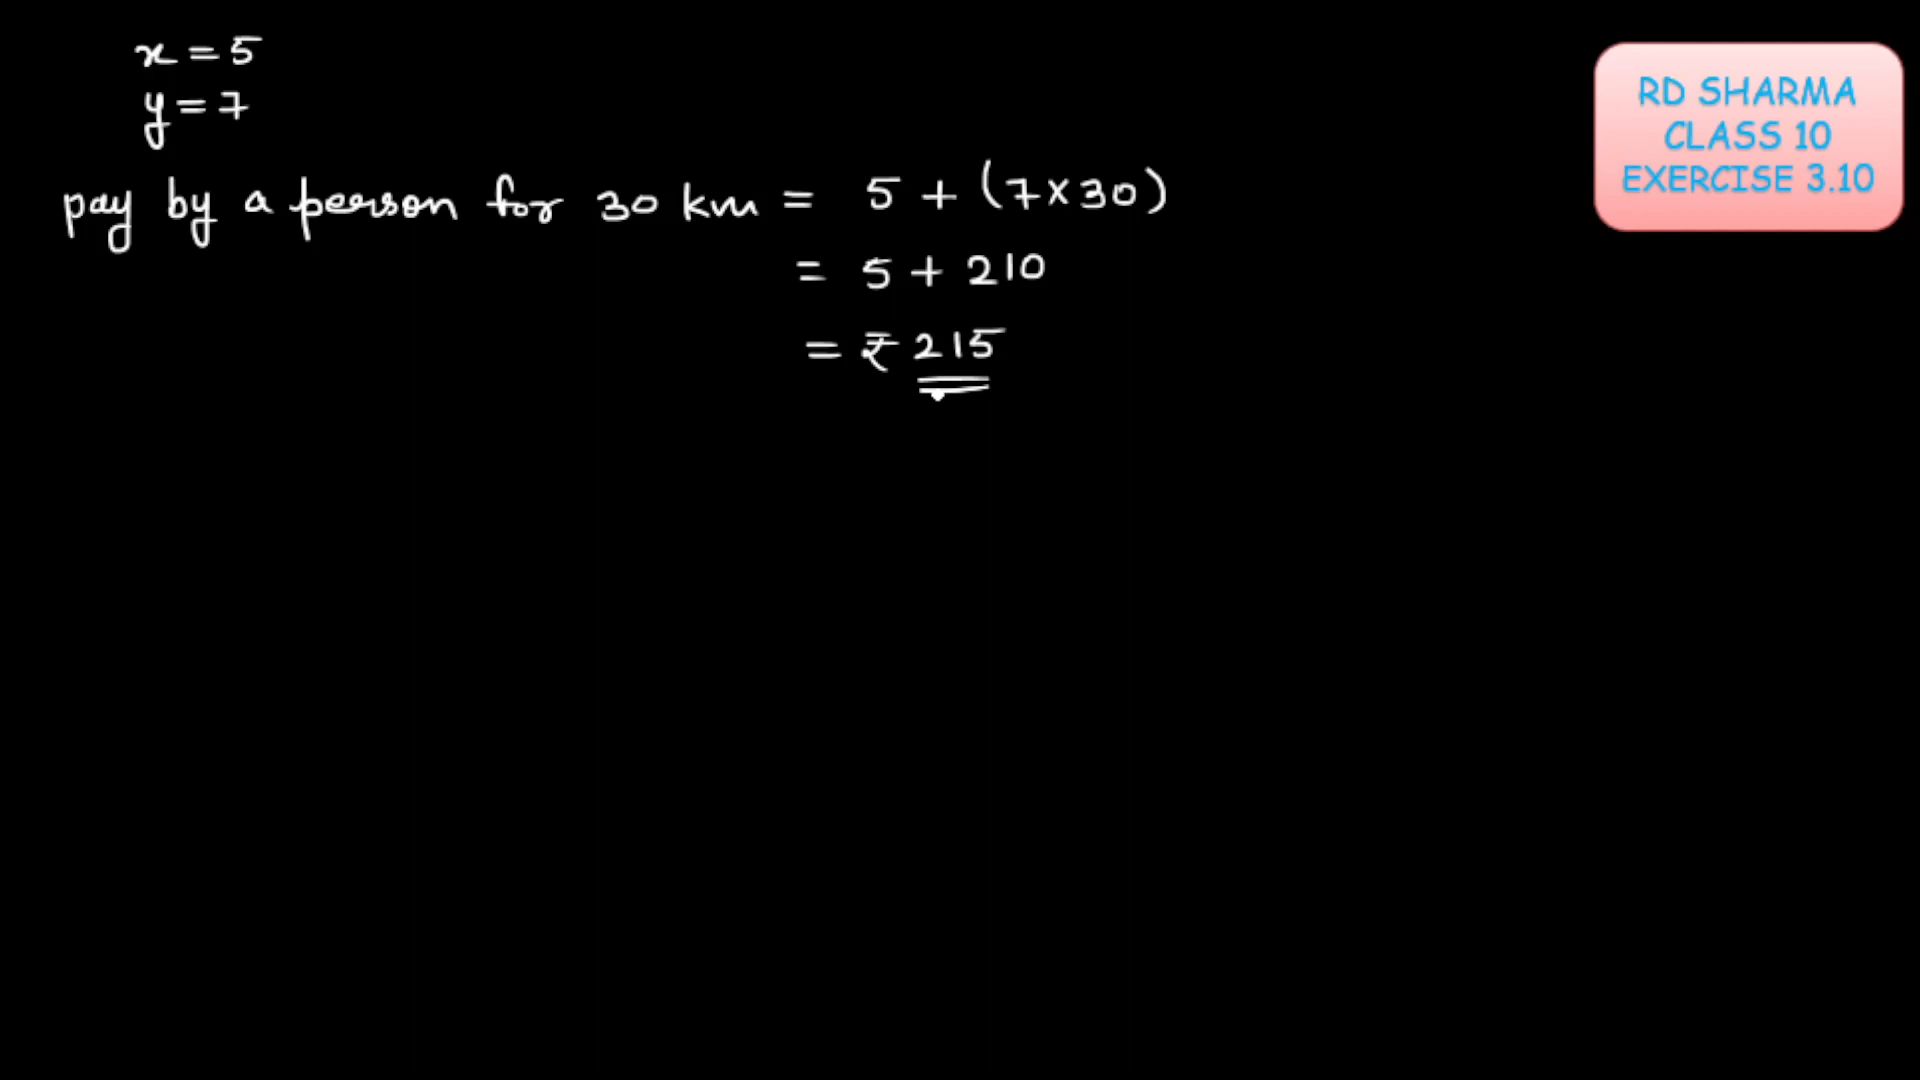 x = 5
y = 7
pay by a person for 30 km = 5 + (7×30)
= 5 + 210
= ₹ 215
RD SHARMA
CLASS 10
EXERCISE 3.10